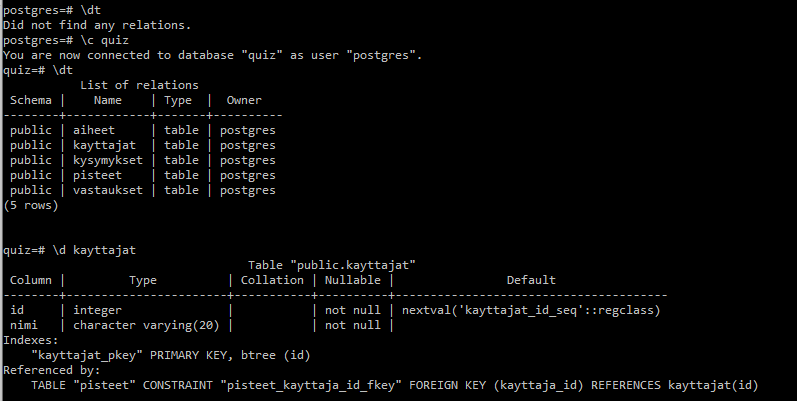 postgres=# \dt
Did not find any relations.
postgres=# \c quiz
You are now connected to database "quiz" as user "postgres".
quiz=# \dt
           List of relations
 Schema |    Name    | Type  |  Owner
--------+------------+-------+----------
 public | aiheet     | table | postgres
 public | kayttajat  | table | postgres
 public | kysymykset | table | postgres
 public | pisteet    | table | postgres
 public | vastaukset | table | postgres
(5 rows)
quiz=# \d kayttajat
                                 Table "public.kayttajat"
 Column |         Type          | Collation | Nullable |                Default
--------+-----------------------+-----------+----------+---------------------------------------
 id     | integer               |           | not null | nextval('kayttajat_id_seq'::regclass)
 nimi   | character varying(20) |           | not null |
Indexes:
    "kayttajat_pkey" PRIMARY KEY, btree (id)
Referenced by:
    TABLE "pisteet" CONSTRAINT "pisteet_kayttaja_id_fkey" FOREIGN KEY (kayttaja_id) REFERENCES kayttajat(id)